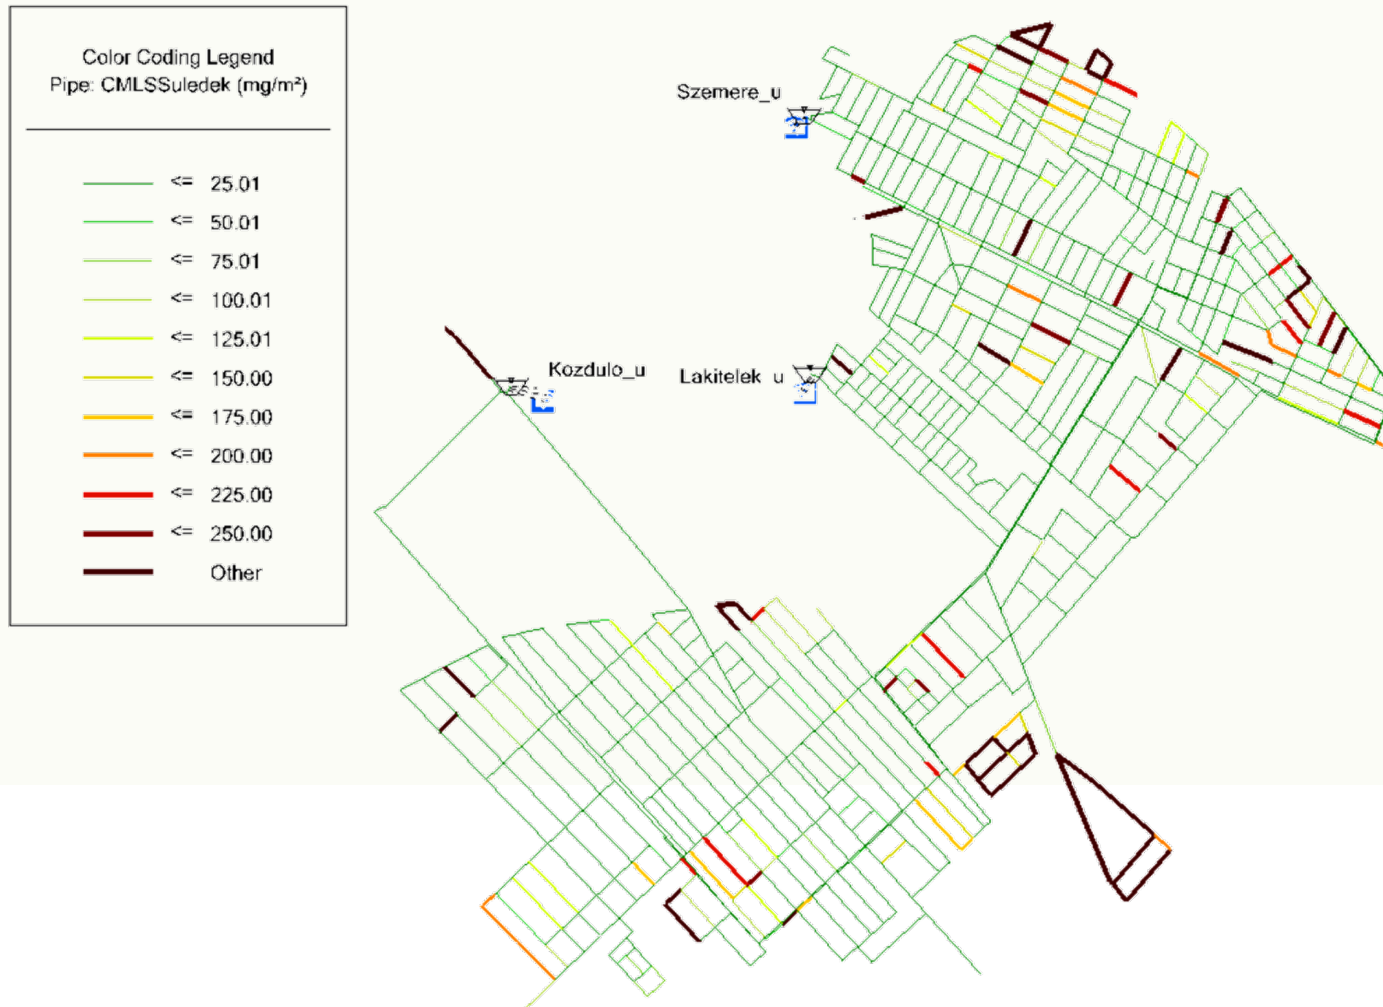 Color Coding Legend
Pipe: CMLSSuledek (mg/m²)
<= 25.01
<= 50.01
<= 75.01
<= 100.01
<= 125.01
<= 150.00
<= 175.00
<= 200.00
<= 225.00
<= 250.00
Other
Szemere_u
Kozdulo_u
Lakitelek_u